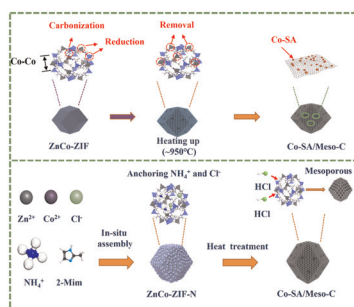 Carbonization
Removal
Reduction
Co-SA
Co-Co
ZnCo-ZIF
Heating up
(~950°C)
Co-SA/Meso-C
Anchoring NH₄⁺ and Cl⁻
Mesoporous
HCl
HCl
Zn²⁺ Co²⁺ Cl⁻
In-situ
assembly
Heat treatment
NH₄⁺ 2-Mim
ZnCo-ZIF-N
Co-SA/Meso-C